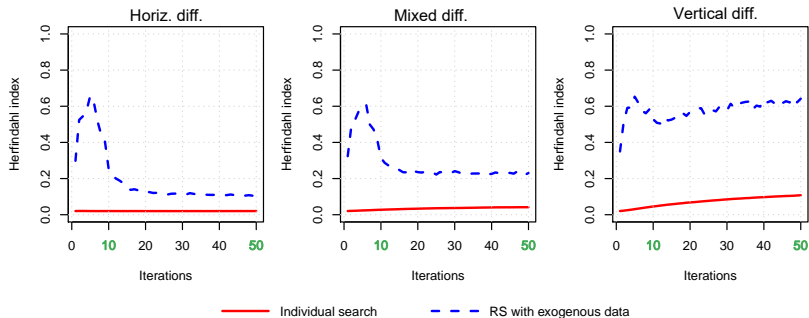 Horiz. diff.
Herfindahl index
0.0 0.2 0.4 0.6 0.8 1.0
0 10 20 30 40 50
Iterations
Mixed diff.
Herfindahl index
0.0 0.2 0.4 0.6 0.8 1.0
0 10 20 30 40 50
Iterations
Vertical diff.
Herfindahl index
0.0 0.2 0.4 0.6 0.8 1.0
0 10 20 30 40 50
Iterations
Individual search
RS with exogenous data